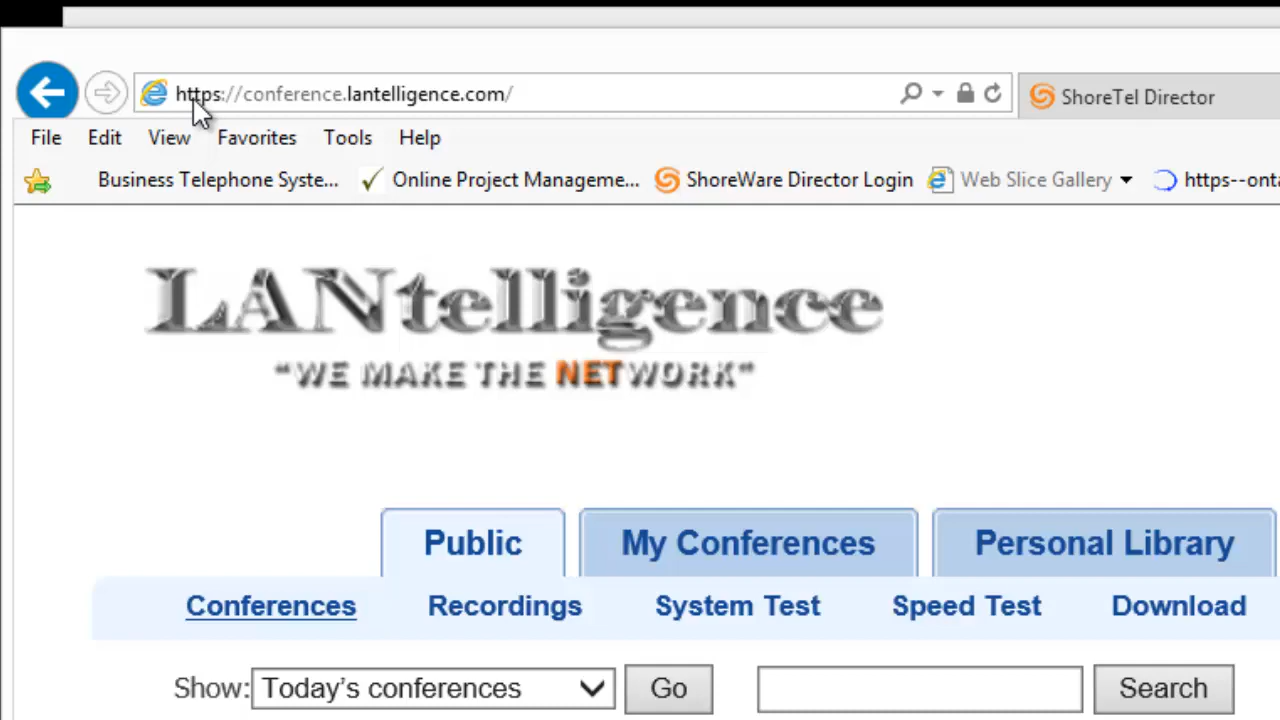 https://conference.lantelligence.com/
ShoreTel Director
File Edit View Favorites Tools Help
Business Telephone Syste... Online Project Manageme... ShoreWare Director Login Web Slice Gallery https--onta
LANtelligence
"WE MAKE THE NETWORK"
Public My Conferences Personal Library
Conferences Recordings System Test Speed Test Download
Show: Today's conferences Go Search